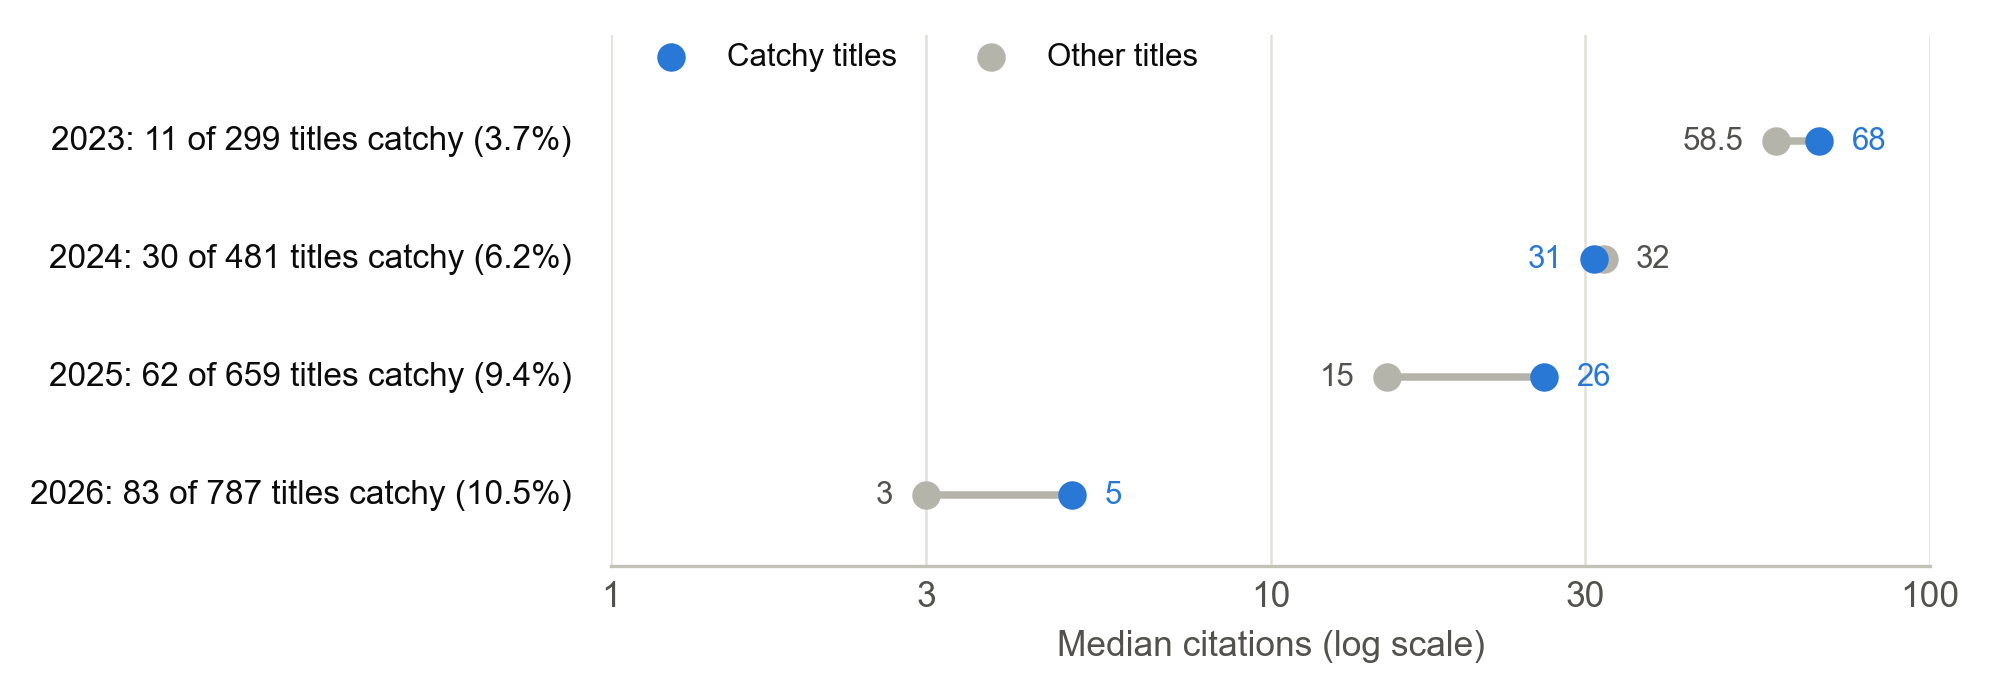 Catchy titles
Other titles
2023: 11 of 299 titles catchy (3.7%)
58.5
68
2024: 30 of 481 titles catchy (6.2%)
31
32
2025: 62 of 659 titles catchy (9.4%)
15
26
2026: 83 of 787 titles catchy (10.5%)
3
5
1
3
10
30
100
Median citations (log scale)